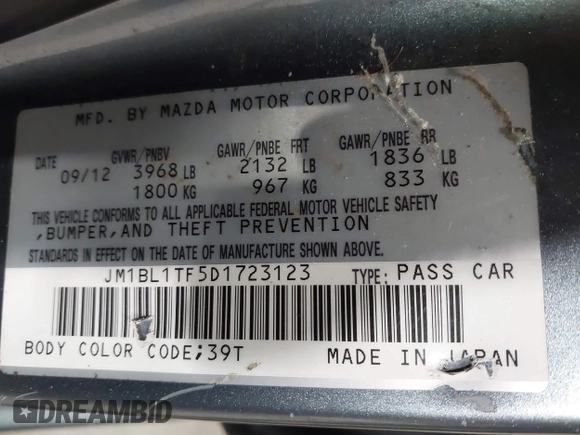 MFD. BY MAZDA MOTOR CORPORATION
DATE GVWR/PNBV GAWR/PNBE FRT GAWR/PNBE RR
09/12 3968 LB 2132 LB 1836 LB
1800 KG 967 KG 833 KG
THIS VEHICLE CONFORMS TO ALL APPLICABLE FEDERAL MOTOR VEHICLE SAFETY
,BUMPER,AND THEFT PREVENTION
STANDARDS IN EFFECT ON THE DATE OF MANUFACTURE SHOWN ABOVE.
JM1BL1TF5D1723123 TYPE: PASS CAR
BODY COLOR CODE;39T MADE IN JAPAN
DREAMBID